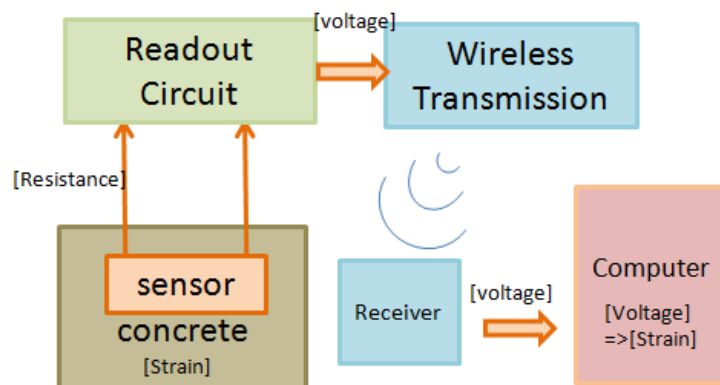 [voltage]
Readout
Circuit
Wireless
Transmission
[Resistance]
sensor
concrete
[Strain]
Receiver
[voltage]
Computer
[Voltage]
=>[Strain]